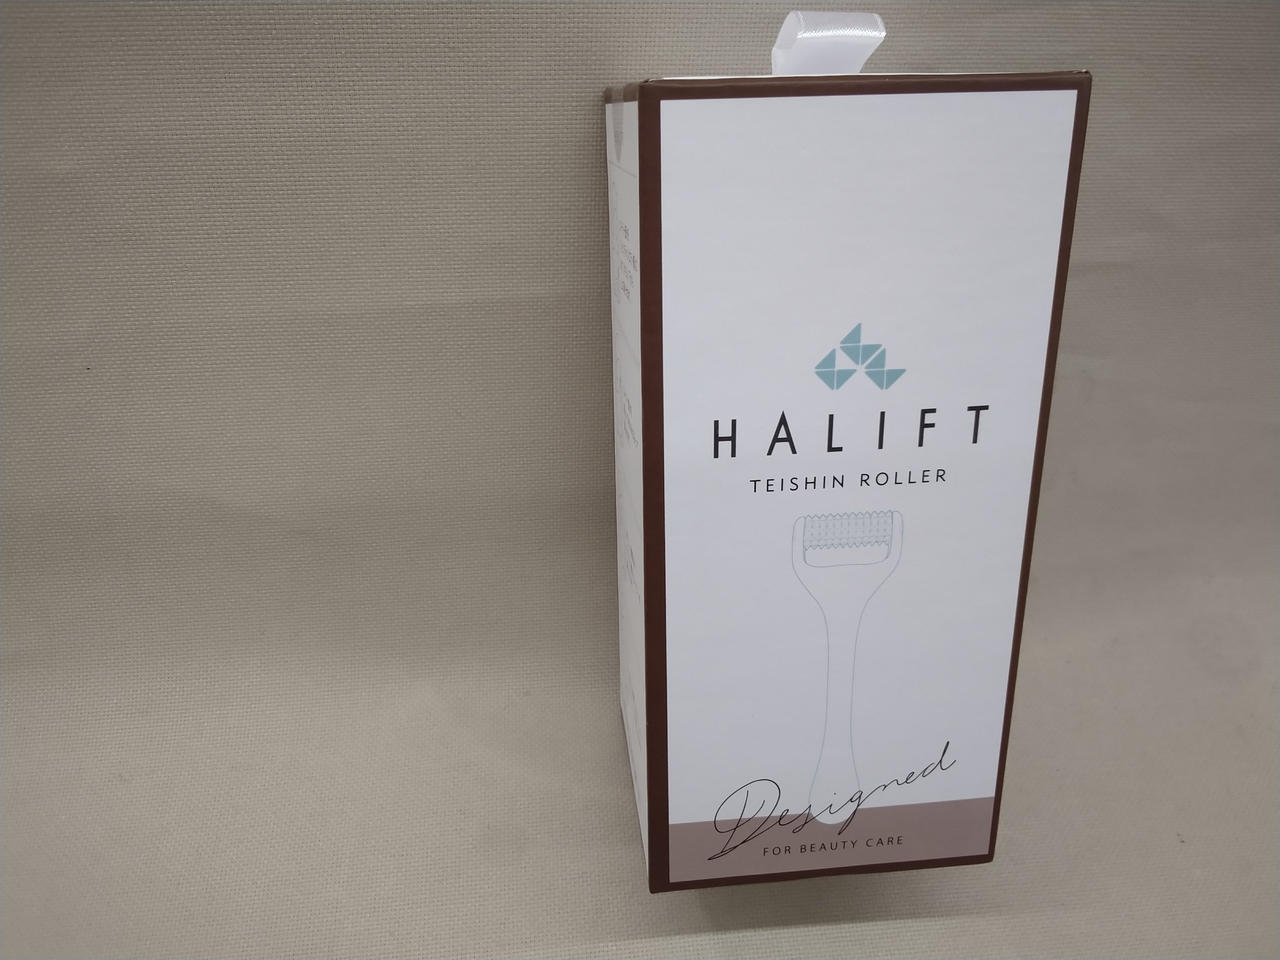 HALIFT
TEISHIN ROLLER
Designed
FOR BEAUTY CARE